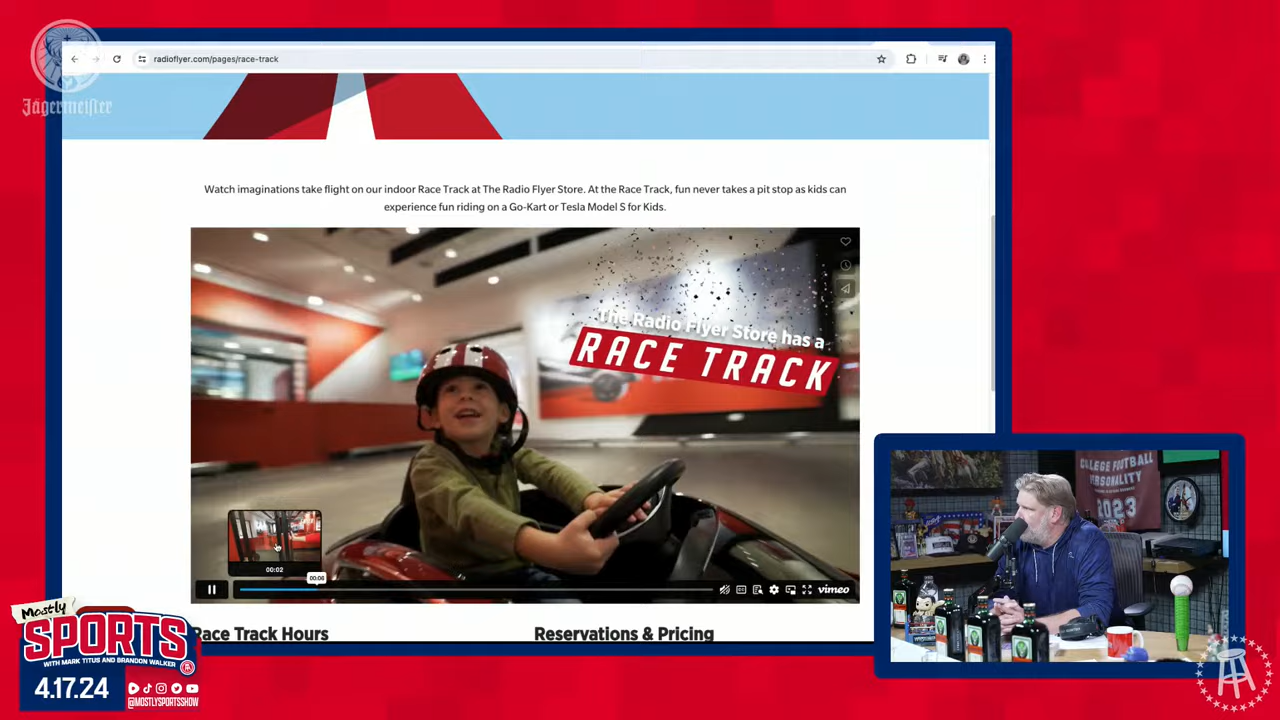 Jägermeister
radioflyer.com/pages/race-track
Watch imaginations take flight on our indoor Race Track at The Radio Flyer Store. At the Race Track, fun never takes a pit stop as kids can
experience fun riding on a Go-Kart or Tesla Model S for Kids.
The Radio Flyer Store has a
RACE TRACK
00:02
00:06
vimeo
Race Track Hours
Reservations & Pricing
COLLEGE FOOTBALL
PERSONALITY
2023
Mostly
SPORTS
WITH MARK TITUS AND BRANDON WALKER
4.17.24
@MOSTLYSPORTSSHOW